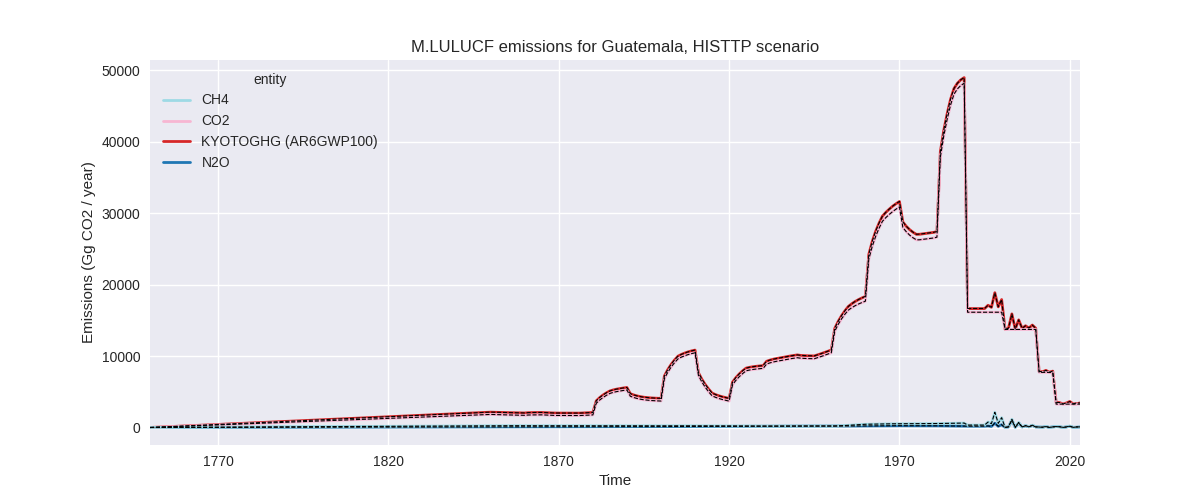 M.LULUCF emissions for Guatemala, HISTTP scenario
50000
40000
30000
20000
10000
0
Emissions (Gg CO2 / year)
entity
CH4
CO2
KYOTOGHG (AR6GWP100)
N2O
1770
1820
1870
1920
1970
2020
Time